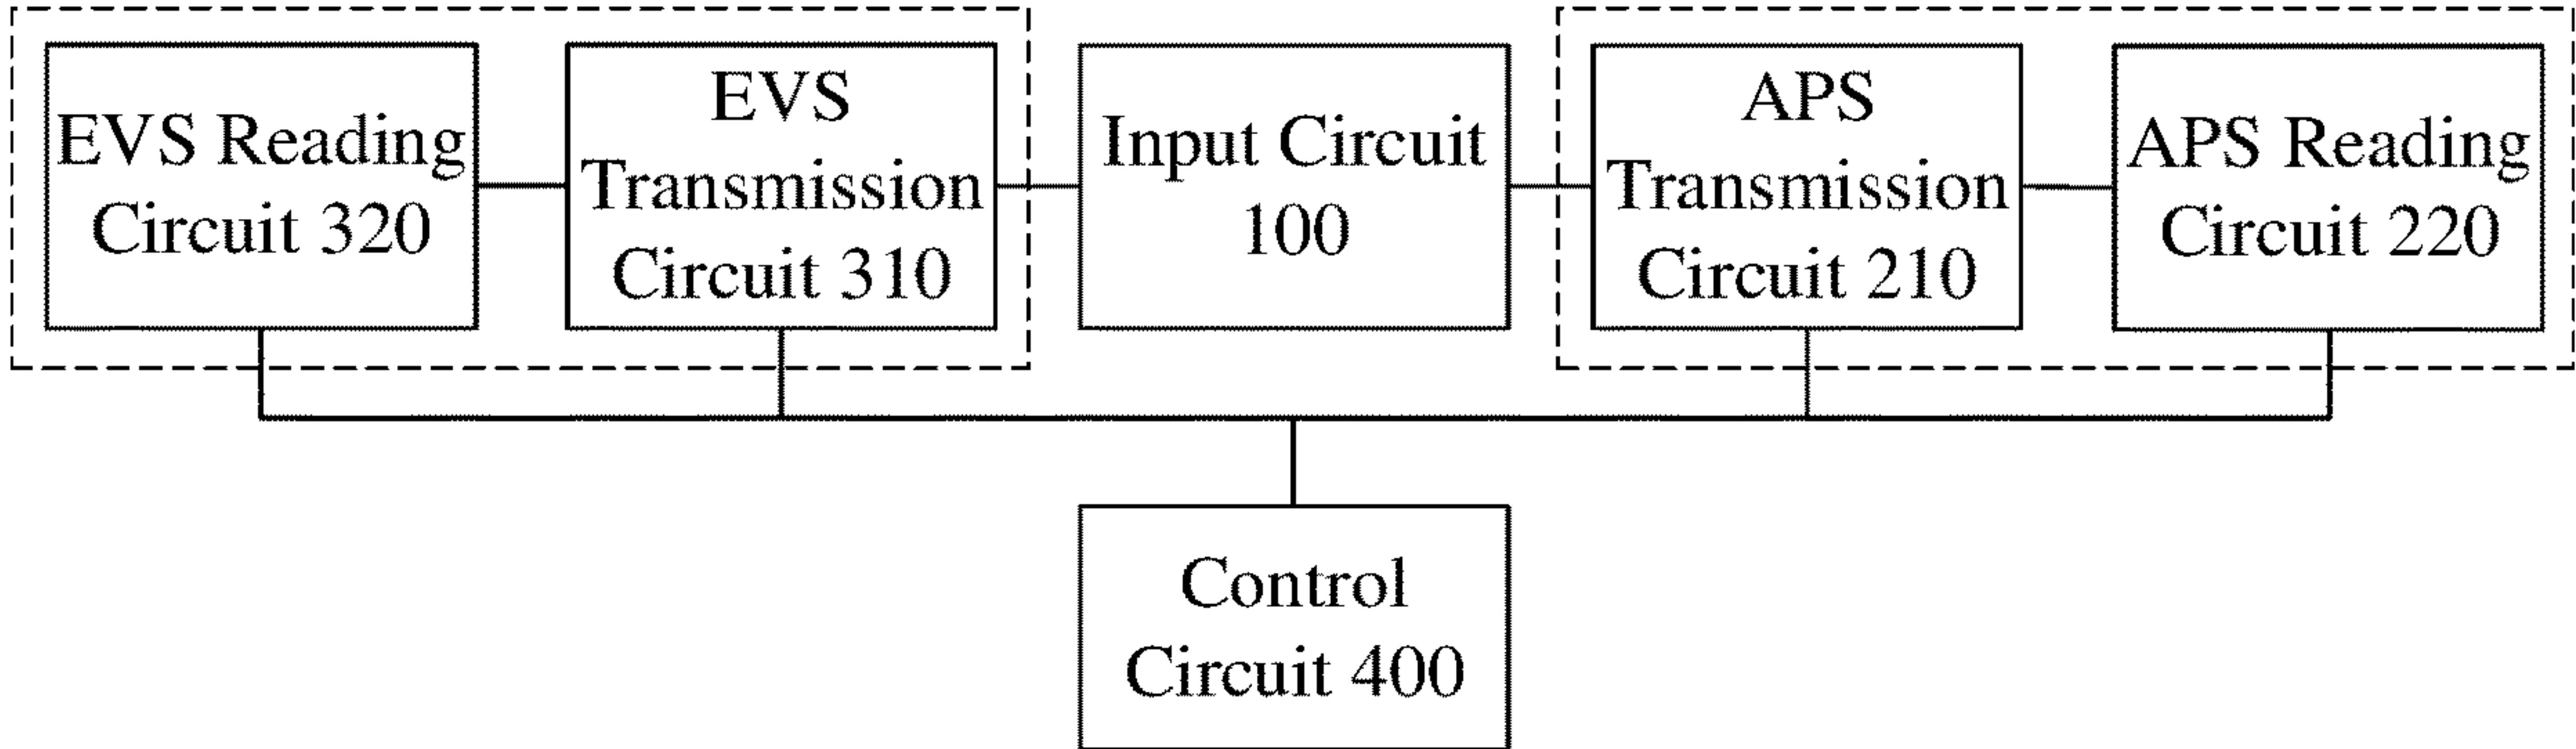 EVS Reading
Circuit 320
EVS
Transmission
Circuit 310
Input Circuit
100
APS
Transmission
Circuit 210
APS Reading
Circuit 220
Control
Circuit 400